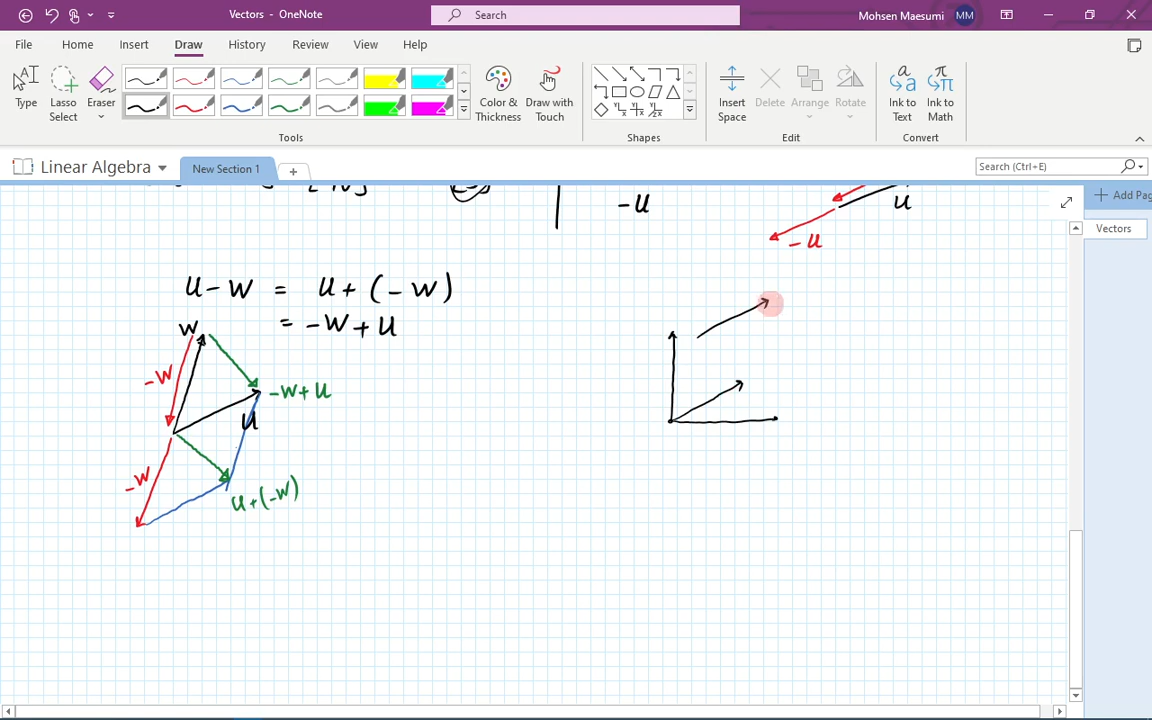 Vectors - OneNote
Search
Mohsen Maesumi
MM
File
Home
Insert
Draw
History
Review
View
Help
Type
Lasso Select
Eraser
Color & Thickness
Draw with Touch
Insert Space
Delete
Arrange
Rotate
Ink to Text
Ink to Math
Tools
Shapes
Edit
Convert
Linear Algebra
New Section 1
Search (Ctrl+E)
Add Pag
Vectors
-u
u
-u
u-w = u+(-w)
= -w+u
w
-w
-w+u
u
-w
u+(-w)